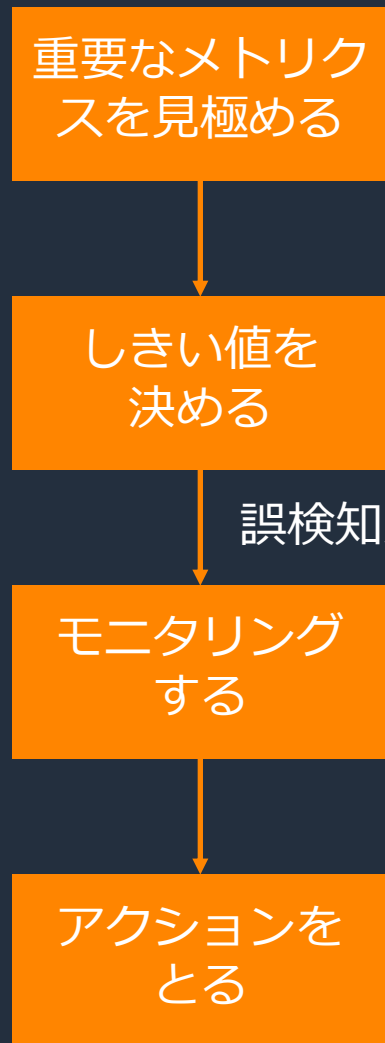 重要なメトリク
スを見極める
しきい値を
決める
誤検知
モニタリング
する
アクションを
とる